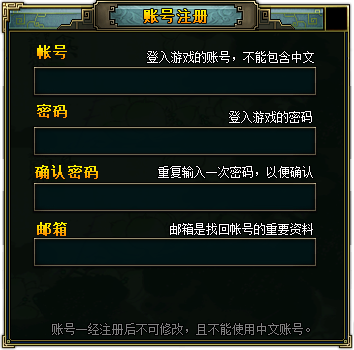 账号注册
帐号 登入游戏的账号，不能包含中文
密码 登入游戏的密码
确认密码 重复输入一次密码，以便确认
邮箱 邮箱是找回帐号的重要资料
账号一经注册后不可修改，且不能使用中文账号。